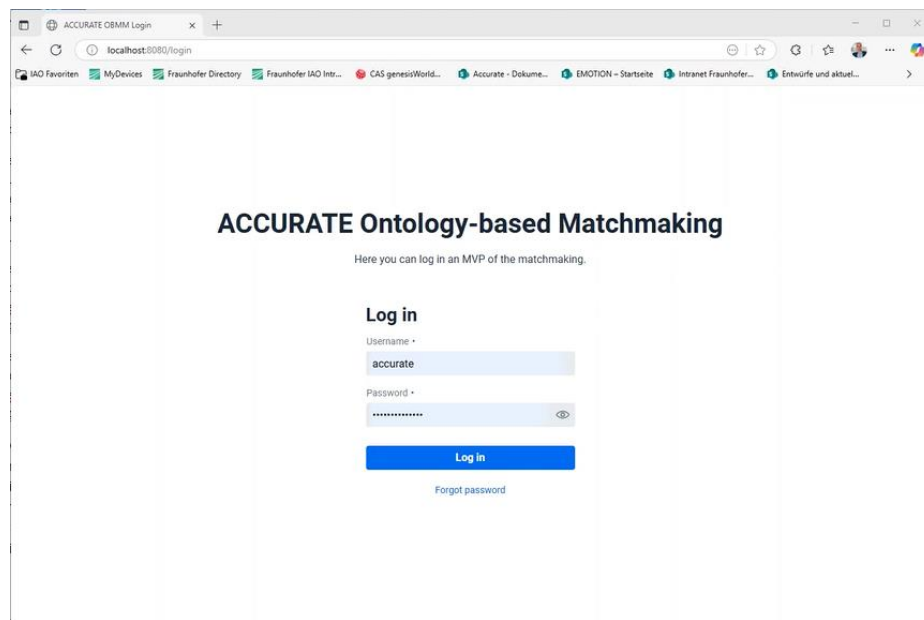 ACCURATE OBMM Login
localhost:8080/login
IAO Favoriten MyDevices Fraunhofer Directory Fraunhofer IAO Intr... CAS genesisWorld... Accurate - Dokume... EMOTION – Startseite Intranet Fraunhofer... Entwürfe und aktuel...
ACCURATE Ontology-based Matchmaking
Here you can log in an MVP of the matchmaking.
Log in
Username •
accurate
Password •
••••••••••••••
Log in
Forgot password